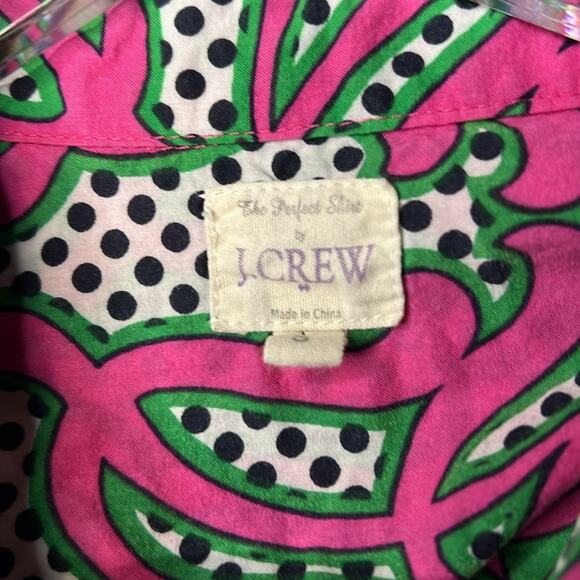 The Perfect Shirt
by
J.CREW
Made in China